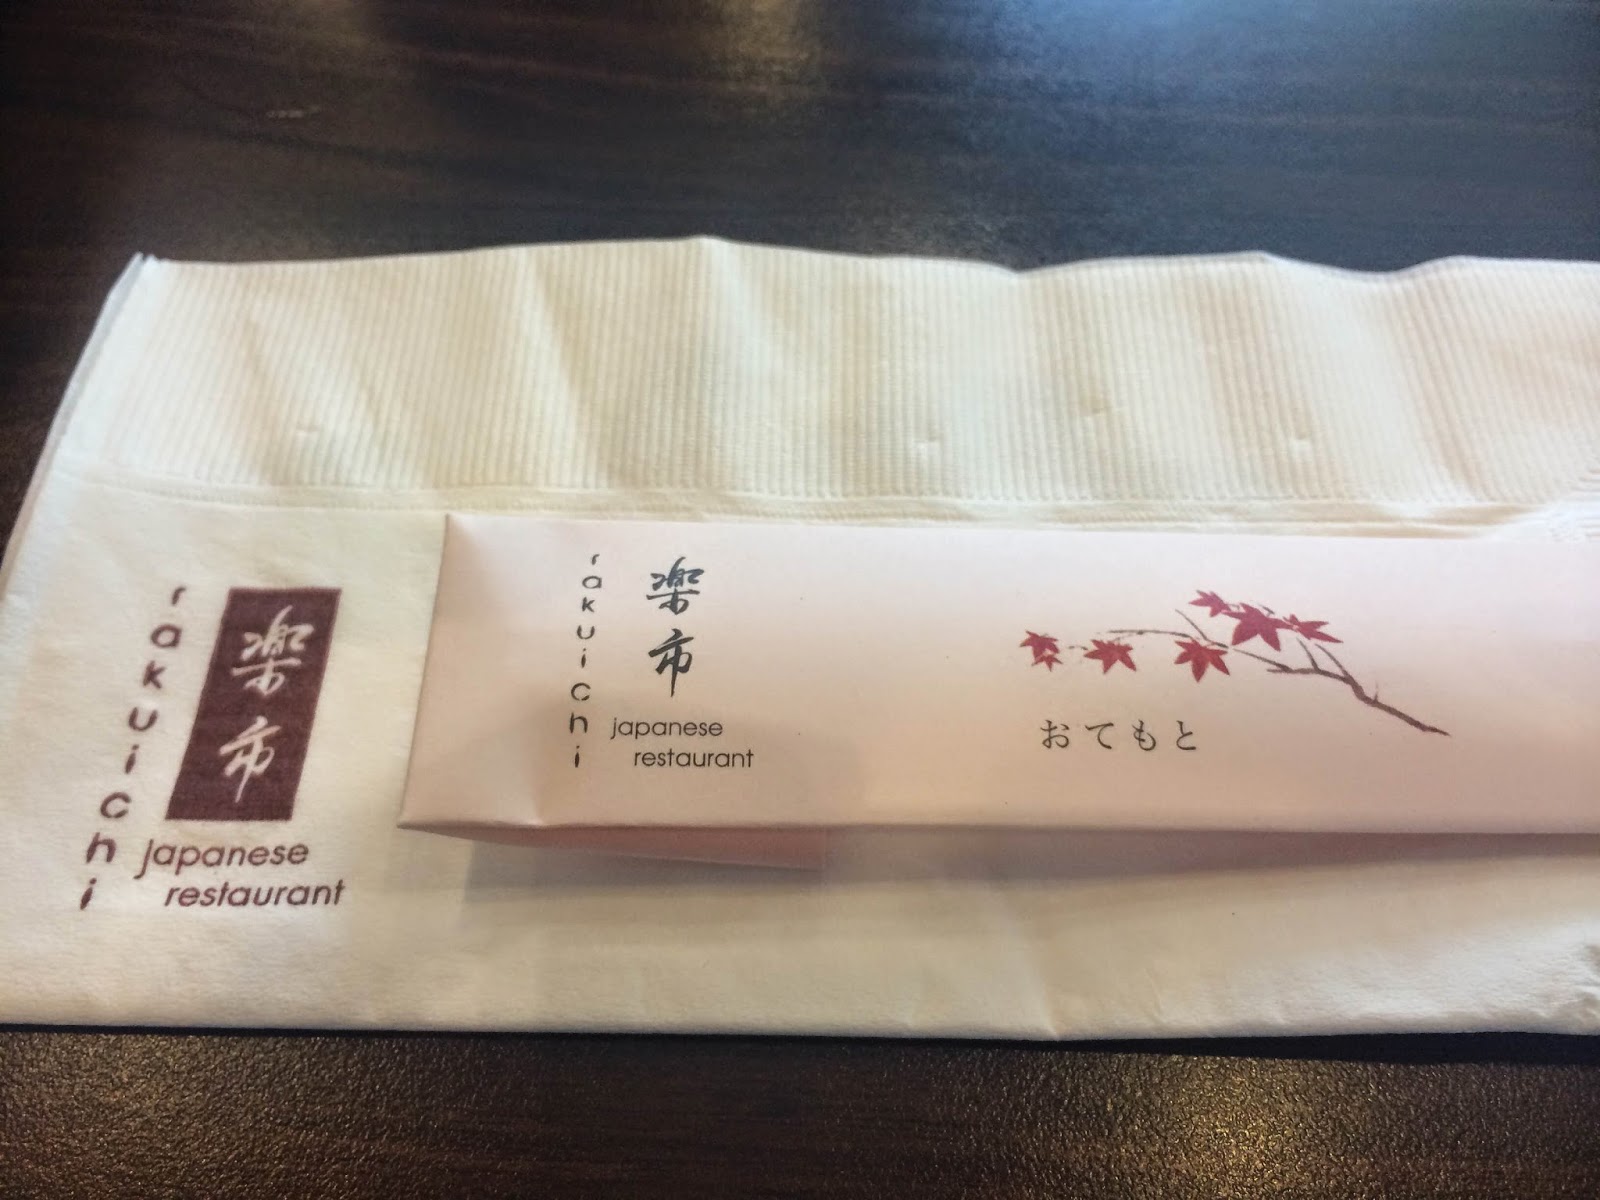 rakuichi
楽市
japanese
restaurant
rakuichi
楽市
japanese
restaurant
おてもと